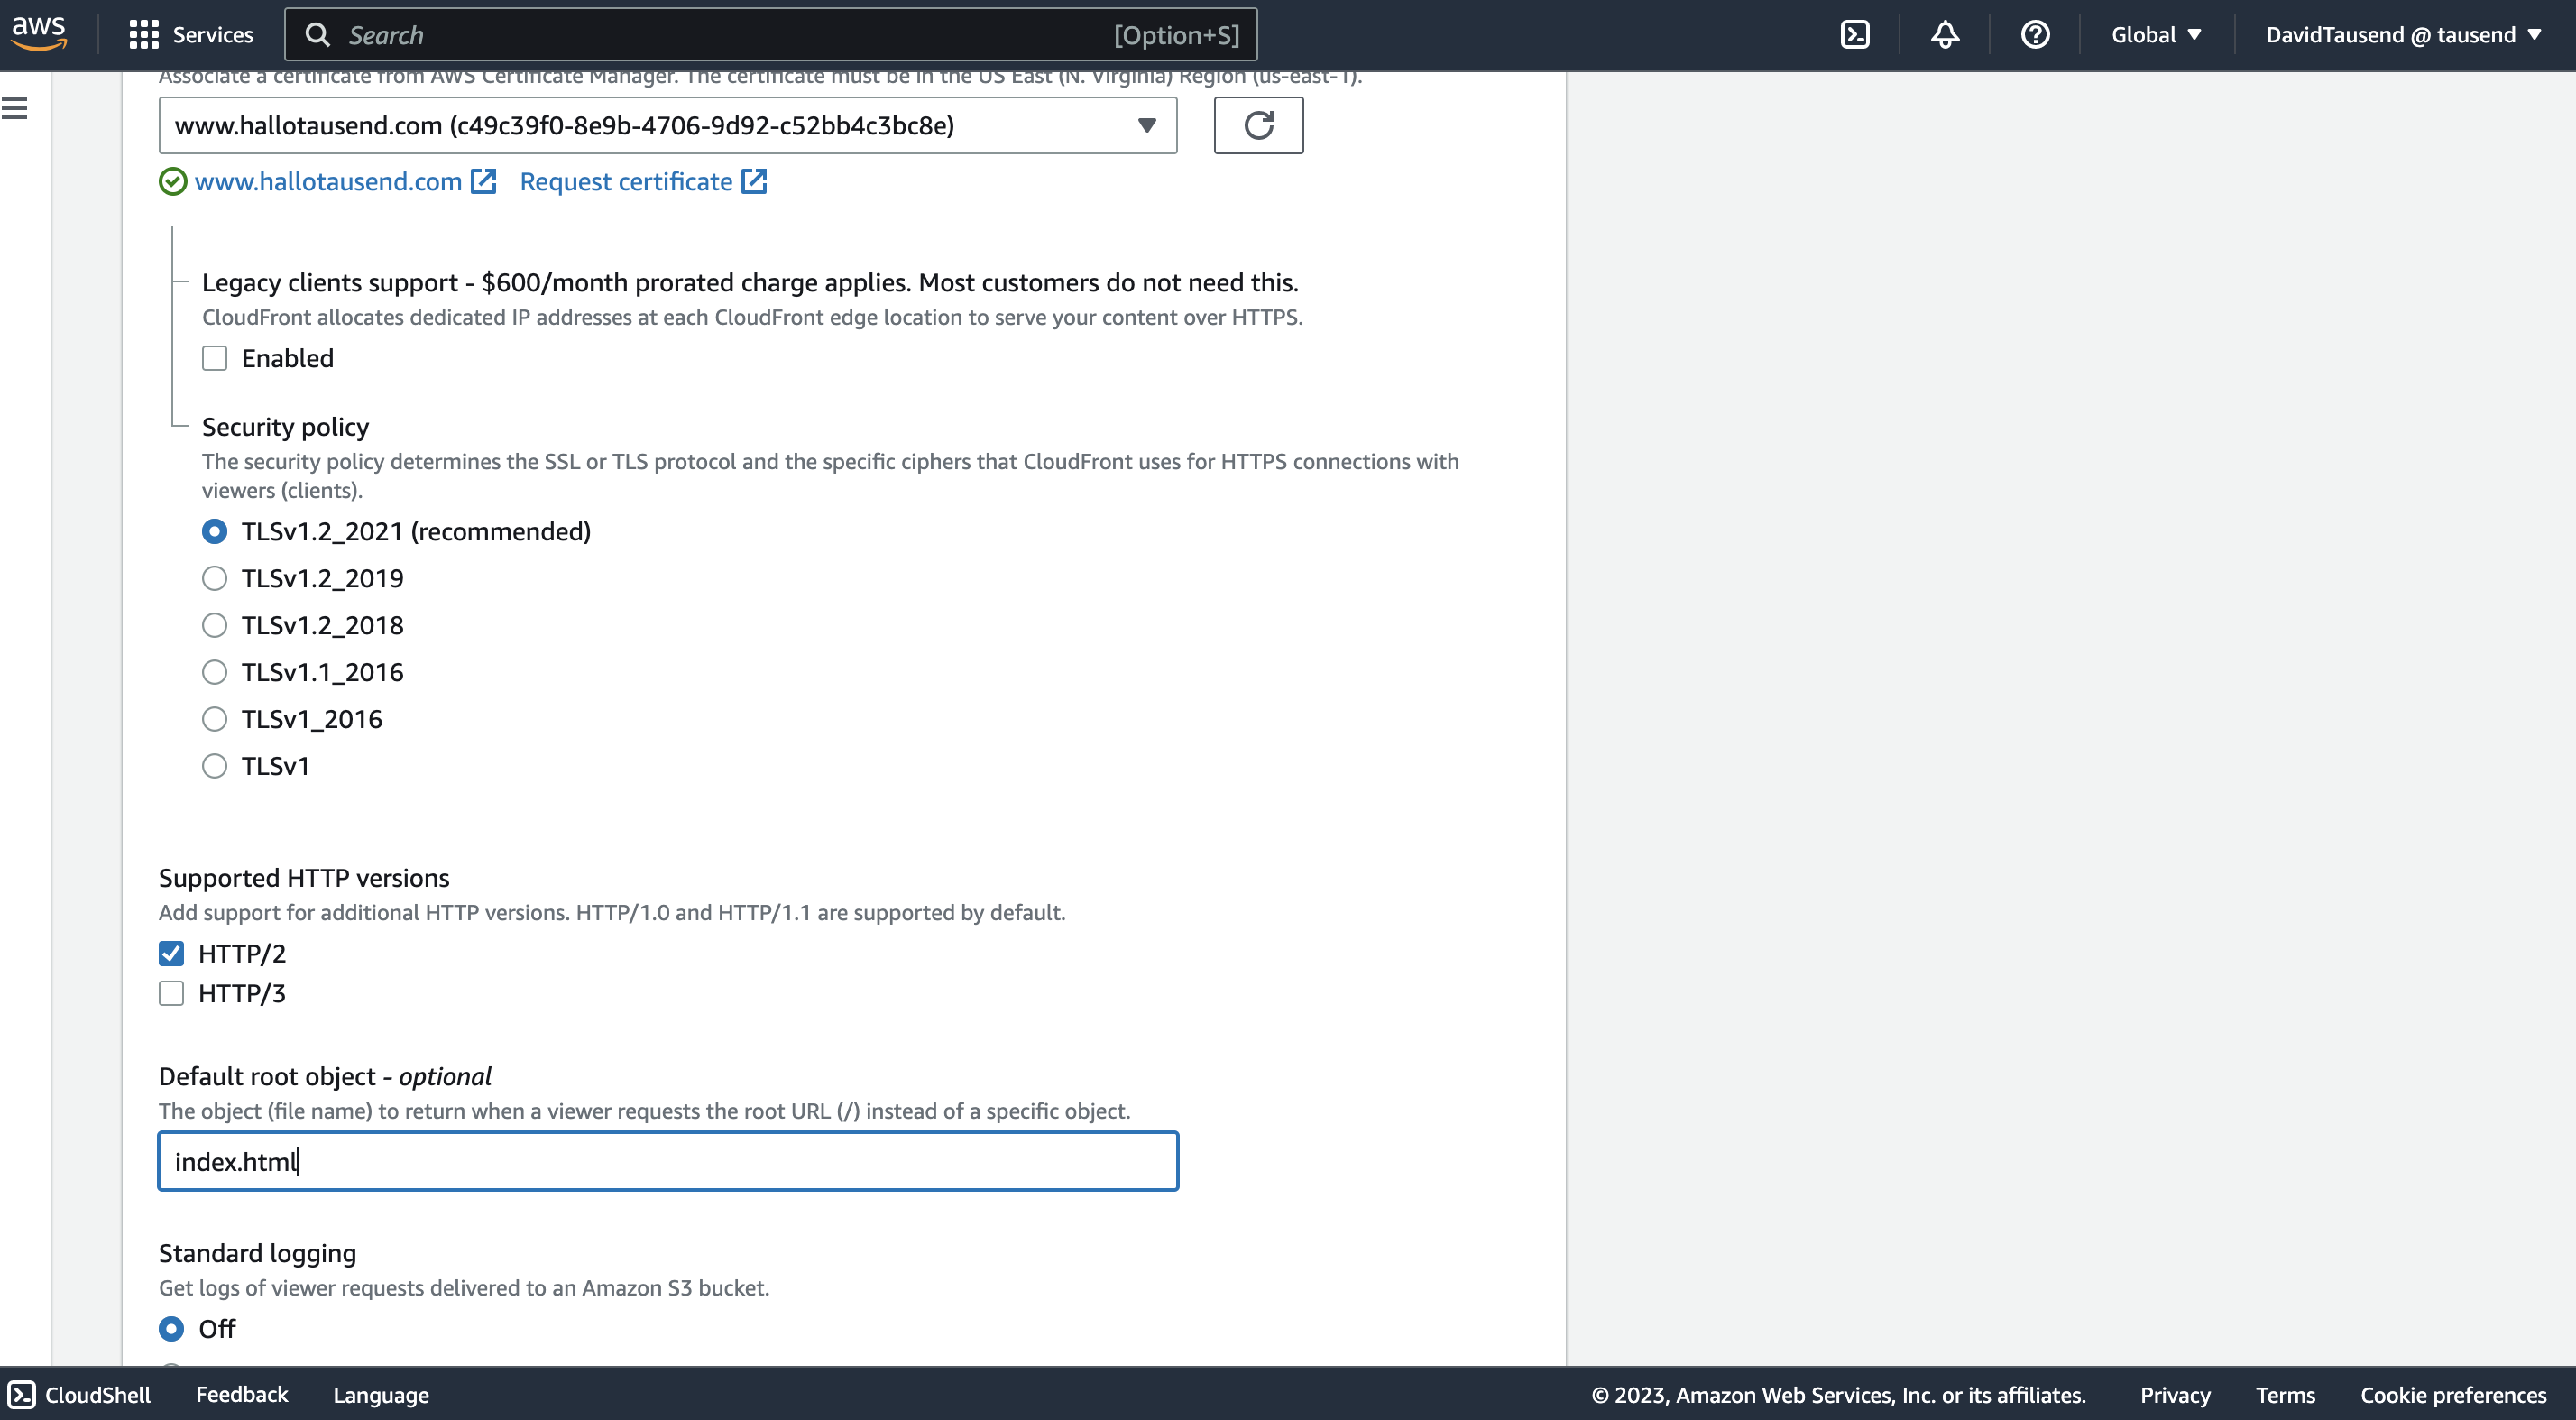 aws
Services
Search
[Option+S]
Global
DavidTausend @ tausend
Associate a certificate from AWS Certificate Manager. The certificate must be in the US East (N. Virginia) Region (us-east-1).
www.hallotausend.com (c49c39f0-8e9b-4706-9d92-c52bb4c3bc8e)
www.hallotausend.com
Request certificate
Legacy clients support - $600/month prorated charge applies. Most customers do not need this.
CloudFront allocates dedicated IP addresses at each CloudFront edge location to serve your content over HTTPS.
Enabled
Security policy
The security policy determines the SSL or TLS protocol and the specific ciphers that CloudFront uses for HTTPS connections with
viewers (clients).
TLSv1.2_2021 (recommended)
TLSv1.2_2019
TLSv1.2_2018
TLSv1.1_2016
TLSv1_2016
TLSv1
Supported HTTP versions
Add support for additional HTTP versions. HTTP/1.0 and HTTP/1.1 are supported by default.
HTTP/2
HTTP/3
Default root object - optional
The object (file name) to return when a viewer requests the root URL (/) instead of a specific object.
index.html
Standard logging
Get logs of viewer requests delivered to an Amazon S3 bucket.
Off
CloudShell
Feedback
Language
© 2023, Amazon Web Services, Inc. or its affiliates.
Privacy
Terms
Cookie preferences